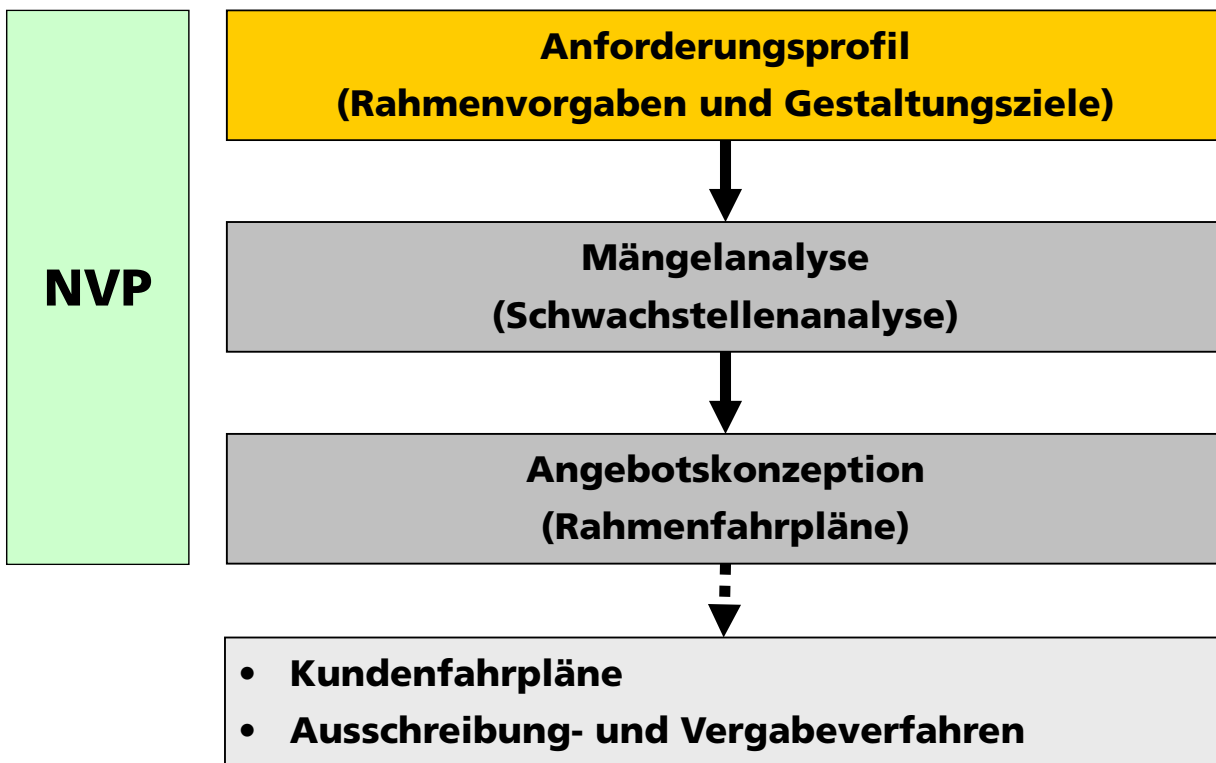 NVP
Anforderungsprofil
(Rahmenvorgaben und Gestaltungsziele)
Mängelanalyse
(Schwachstellenanalyse)
Angebotskonzeption
(Rahmenfahrpläne)
• Kundenfahrpläne
• Ausschreibung- und Vergabeverfahren